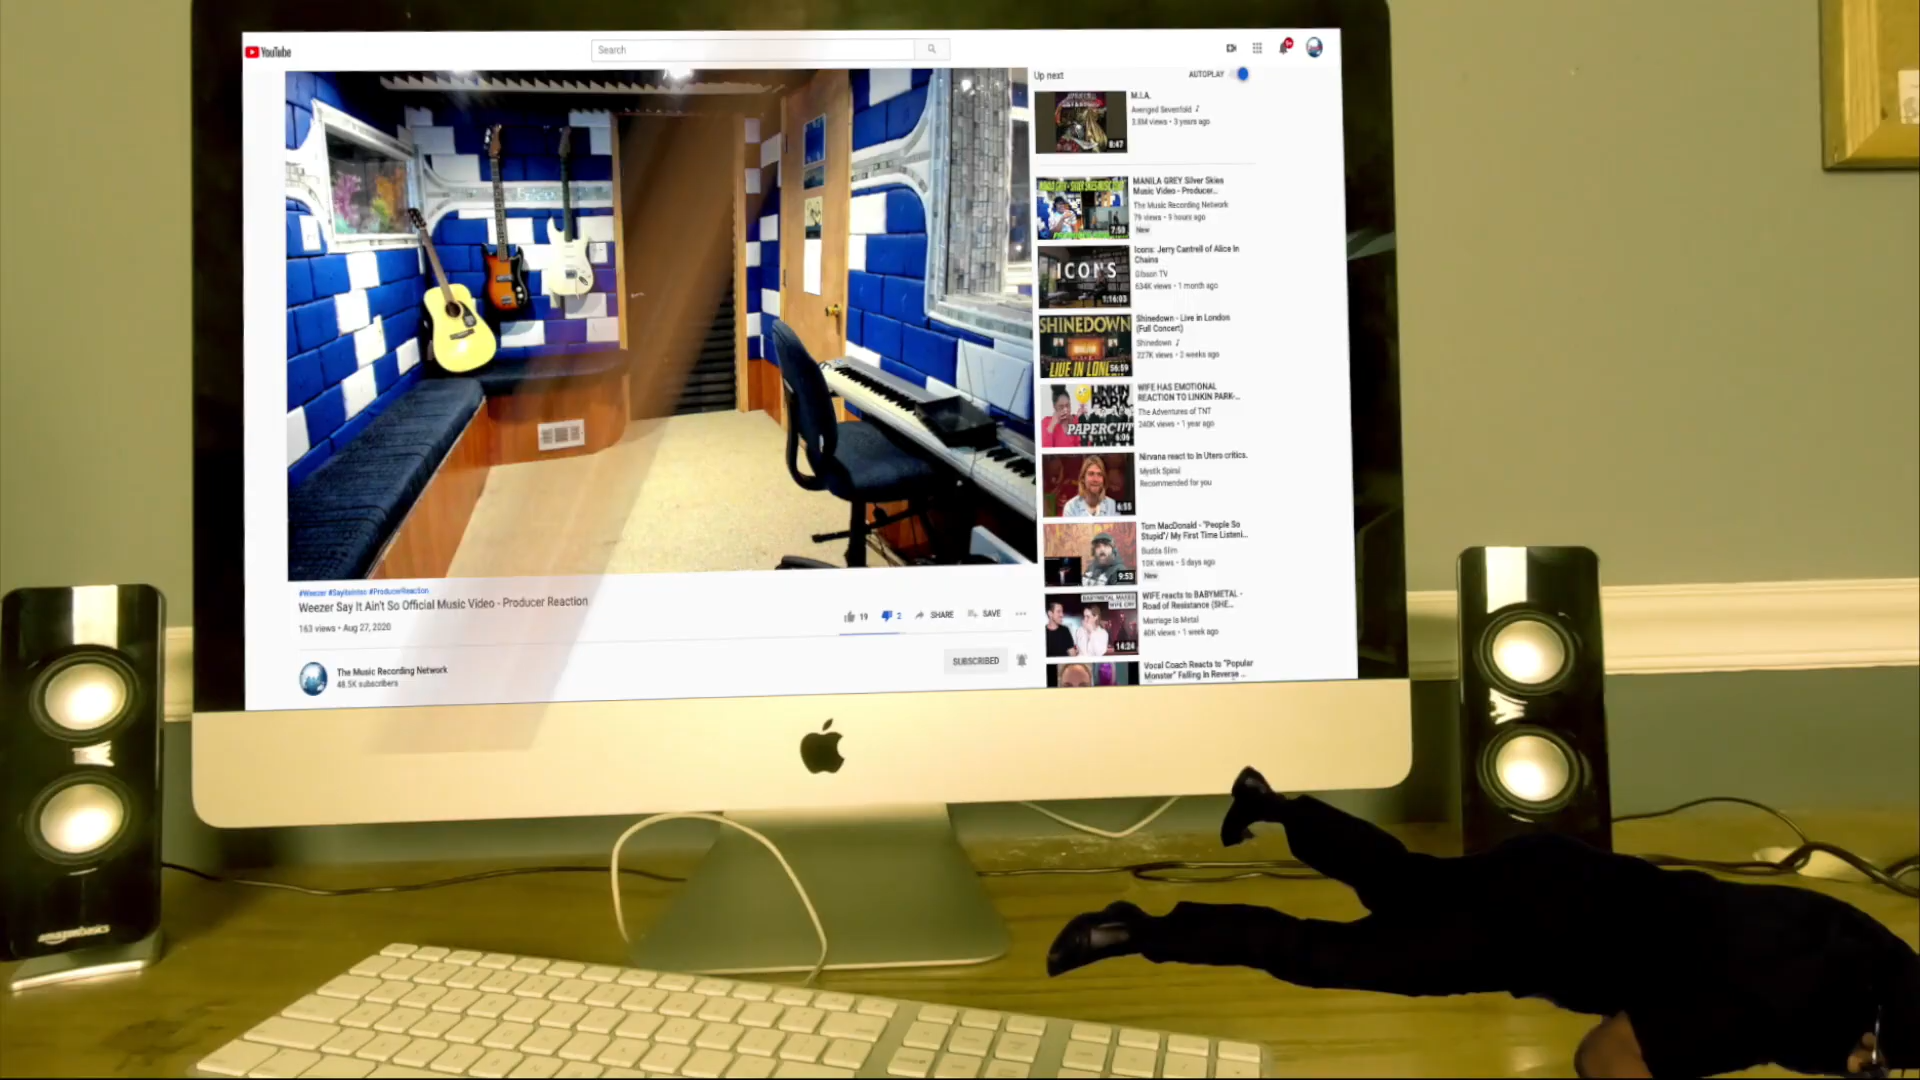 YouTube
Search
Up next
AUTOPLAY
M.I.A.
Avenged Sevenfold
3.8M views • 3 years ago
8:47
MANILA GREY Silver Skies
Music Video - Producer...
The Music Recording Network
79 views • 9 hours ago
New
7:59
Icons: Jerry Cantrell of Alice In
Chains
Gibson TV
634K views • 1 month ago
ICONS
1:16:03
Shinedown - Live in London
(Full Concert)
Shinedown
227K views • 2 weeks ago
SHINEDOWN
LIVE IN LON
56:59
WIFE HAS EMOTIONAL
REACTION TO LINKIN PARK-...
The Adventures of TNT
240K views • 1 year ago
LINKIN
PARK
PAPERCUT
6:06
Nirvana react to In Utero critics.
Mystik Spiral
Recommended for you
6:55
Tom MacDonald - "People So
Stupid"/ My First Time Listeni...
Budda Slim
10K views • 5 days ago
New
9:53
WIFE reacts to BABYMETAL -
Road of Resistance (SHE...
Marriage Is Metal
40K views • 1 week ago
BABYMETAL MAKES
WIFE CRY
14:24
Vocal Coach Reacts to "Popular
Monster" Falling In Reverse ...
#Weezer #SayItAintSo #ProducerReaction
Weezer Say It Ain't So Official Music Video - Producer Reaction
163 views • Aug 27, 2020
19 2 SHARE SAVE
The Music Recording Network
48.5K subscribers
SUBSCRIBED
amazonbasics